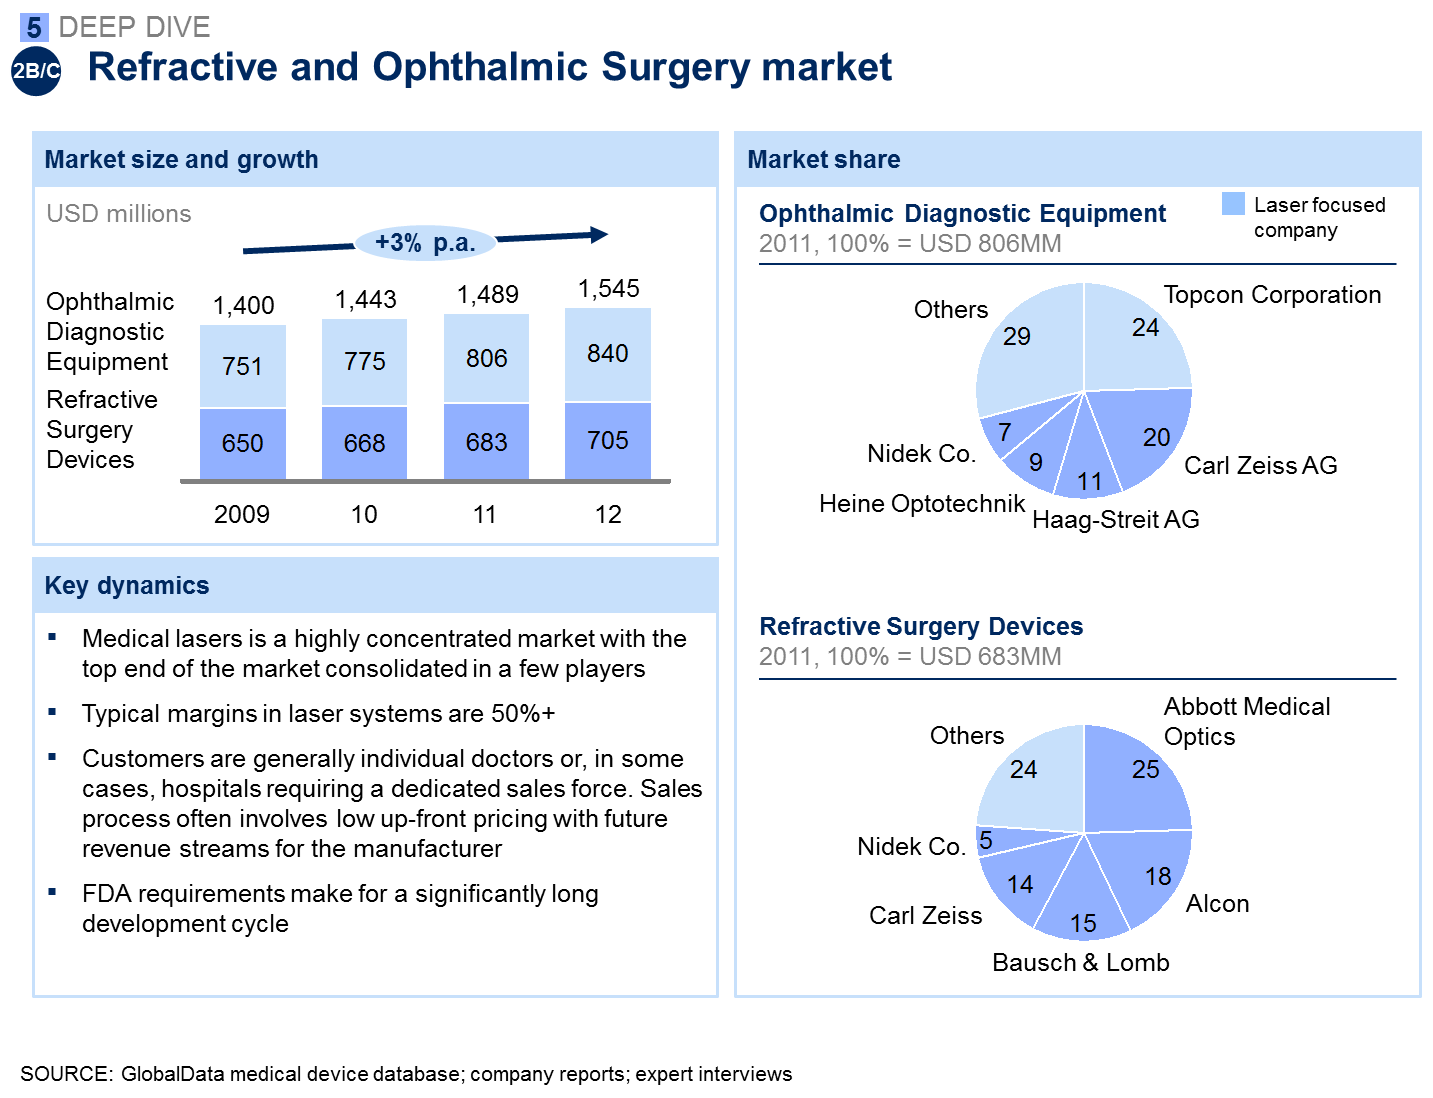 5 DEEP DIVE
2B/C Refractive and Ophthalmic Surgery market
Market size and growth
USD millions
+3% p.a.
Ophthalmic
Diagnostic
Equipment
Refractive
Surgery
Devices
1,400 1,443 1,489 1,545
751 775 806 840
650 668 683 705
2009 10 11 12
Key dynamics
▪ Medical lasers is a highly concentrated market with the
top end of the market consolidated in a few players
▪ Typical margins in laser systems are 50%+
▪ Customers are generally individual doctors or, in some
cases, hospitals requiring a dedicated sales force. Sales
process often involves low up-front pricing with future
revenue streams for the manufacturer
▪ FDA requirements make for a significantly long
development cycle
Market share
Ophthalmic Diagnostic Equipment
2011, 100% = USD 806MM
Laser focused
company
Others
29
Topcon Corporation
24
Nidek Co.
7
20
Carl Zeiss AG
Heine Optotechnik
9
11
Haag-Streit AG
Refractive Surgery Devices
2011, 100% = USD 683MM
Abbott Medical
Optics
25
Others
24
Nidek Co.
5
18
Alcon
Carl Zeiss
14
15
Bausch & Lomb
SOURCE: GlobalData medical device database; company reports; expert interviews